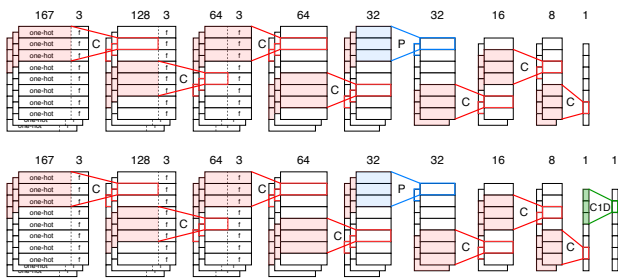 167 3 128 3 64 3 64 32 32 16 8 1
one-hot f f f
one-hot f f f
one-hot f C f f C f P
one-hot f f f C
one-hot f f C f
one-hot f f f C C
one-hot f f f C
one-hot f f f
one-hot f
167 3 128 3 64 3 64 32 32 16 8 1 1
one-hot f f f
one-hot f C f f C f P
one-hot f f f C1D
one-hot f f f C
one-hot f f C f
one-hot f f f C
one-hot f f f C C
one-hot f f f